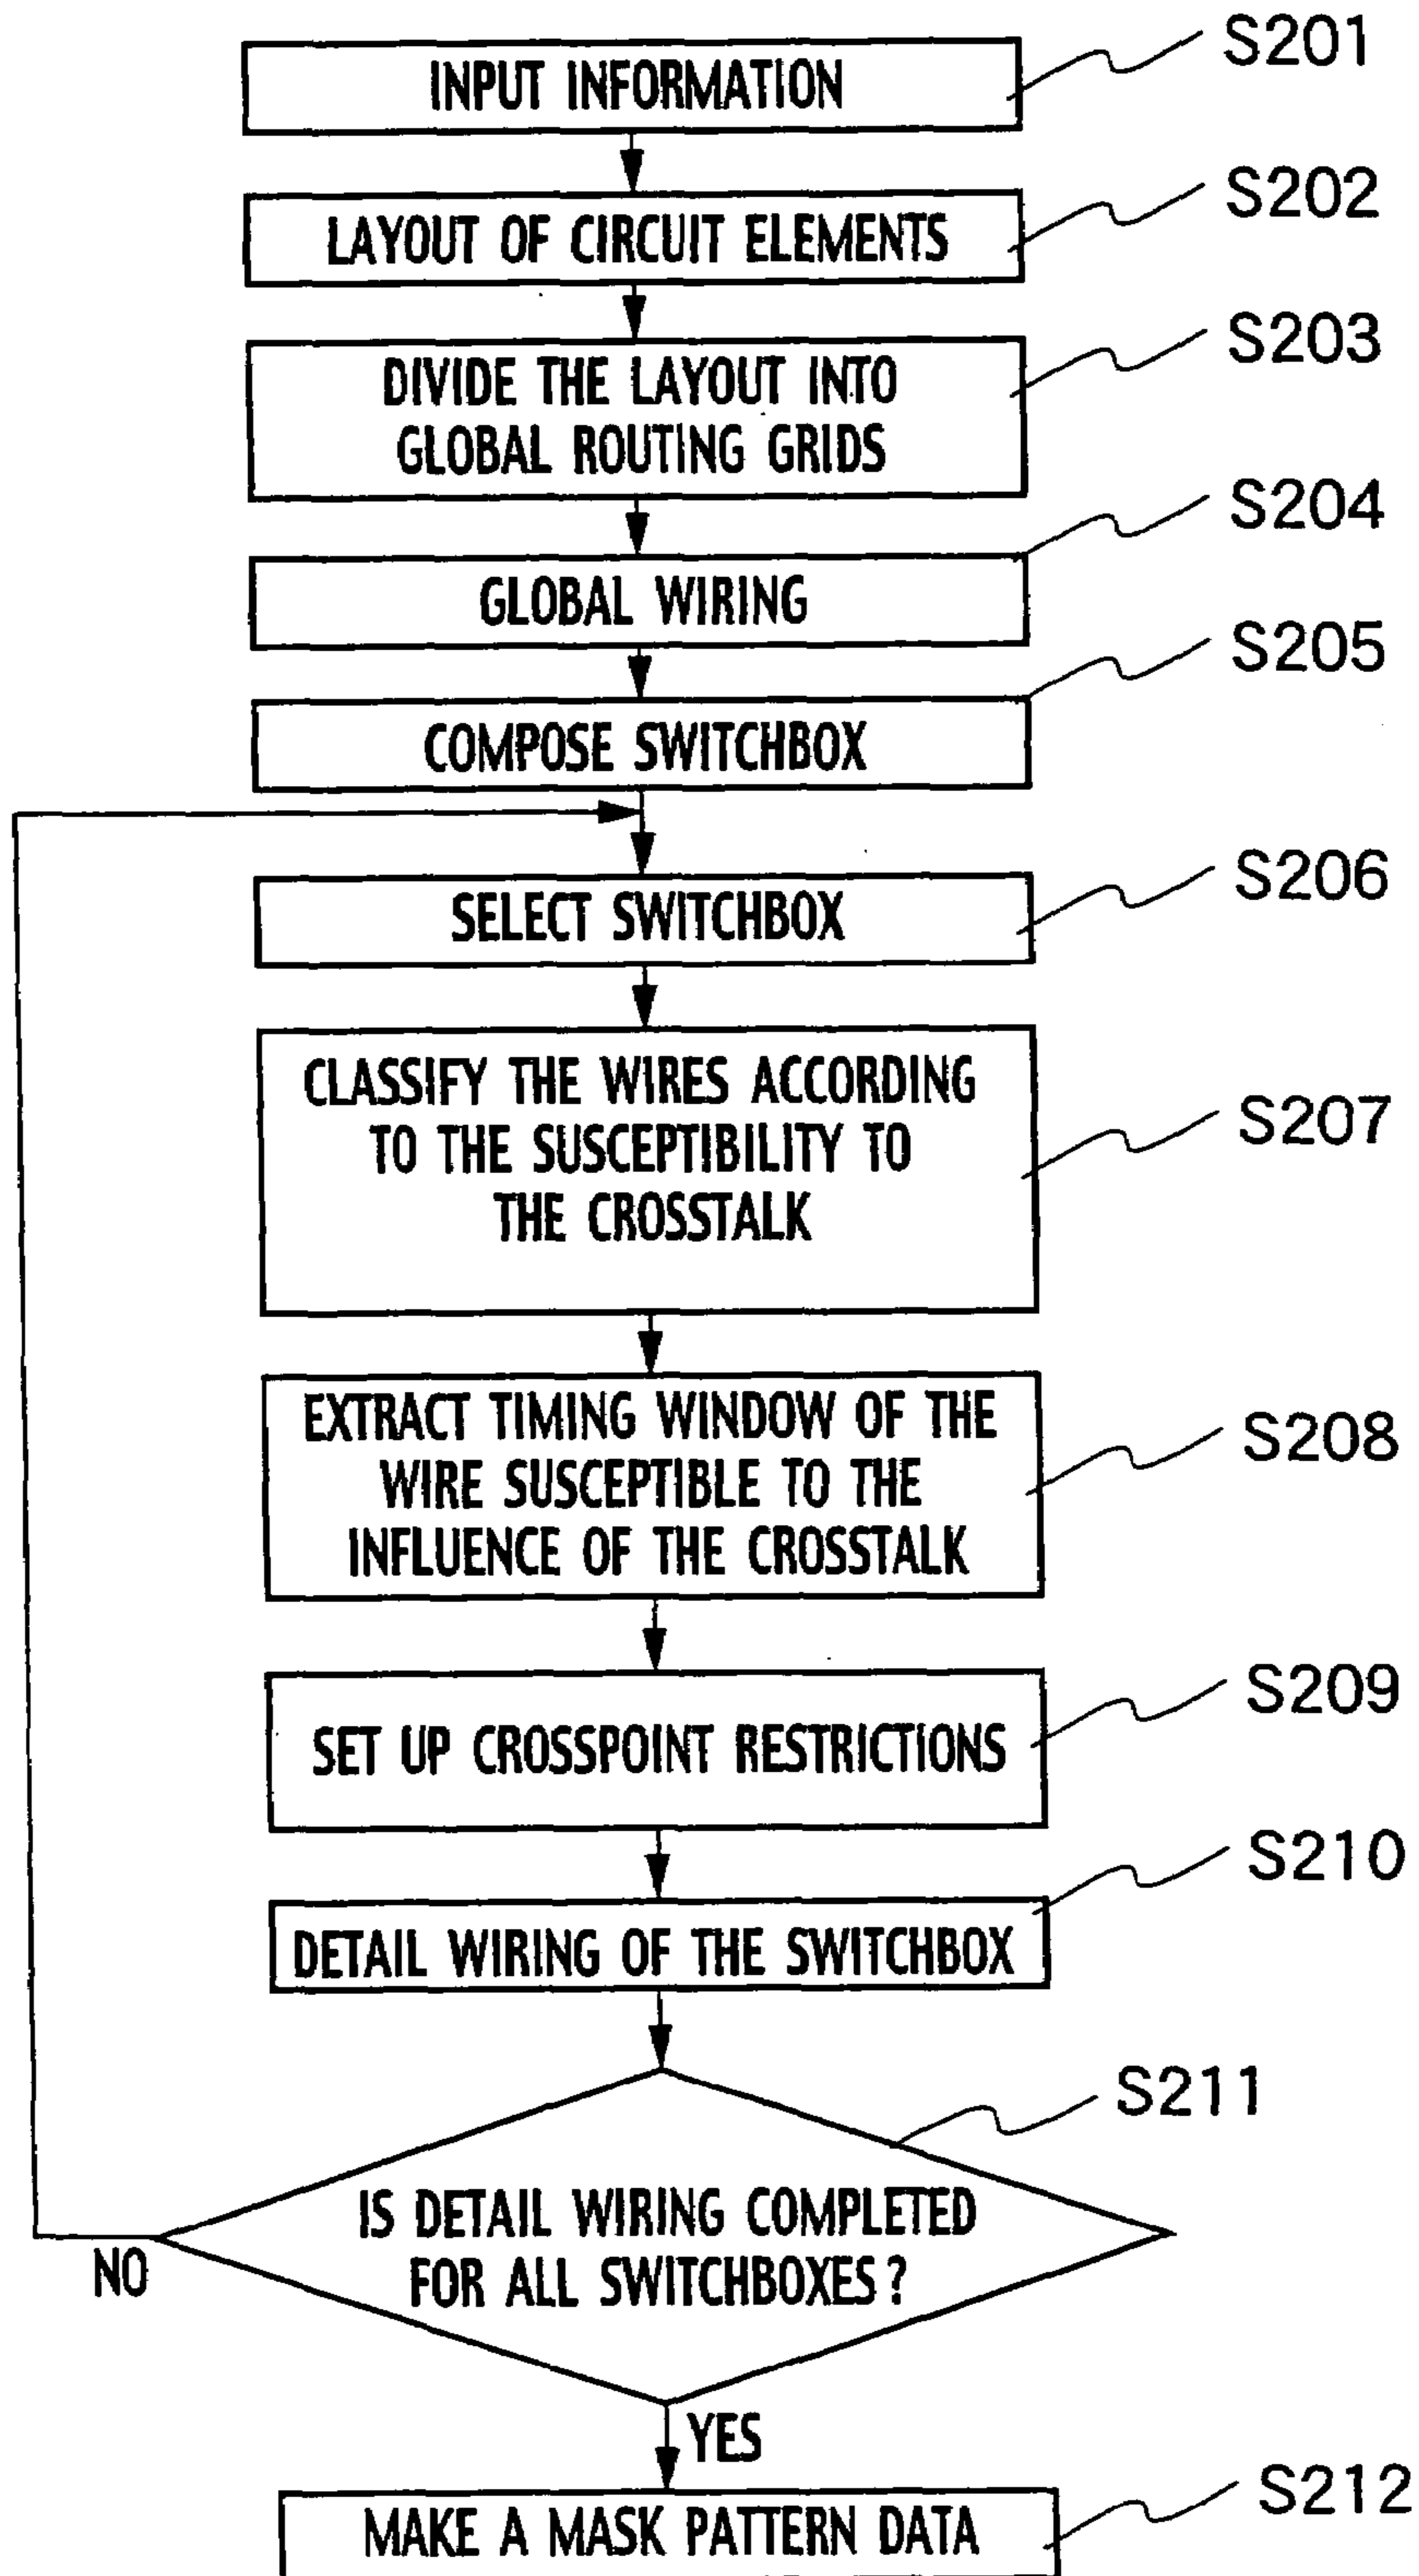 INPUT INFORMATION
S201
LAYOUT OF CIRCUIT ELEMENTS
S202
DIVIDE THE LAYOUT INTO
GLOBAL ROUTING GRIDS
S203
GLOBAL WIRING
S204
COMPOSE SWITCHBOX
S205
SELECT SWITCHBOX
S206
CLASSIFY THE WIRES ACCORDING
TO THE SUSCEPTIBILITY TO
THE CROSSTALK
S207
EXTRACT TIMING WINDOW OF THE
WIRE SUSCEPTIBLE TO THE
INFLUENCE OF THE CROSSTALK
S208
SET UP CROSSPOINT RESTRICTIONS
S209
DETAIL WIRING OF THE SWITCHBOX
S210
IS DETAIL WIRING COMPLETED
FOR ALL SWITCHBOXES?
S211
NO
YES
MAKE A MASK PATTERN DATA
S212